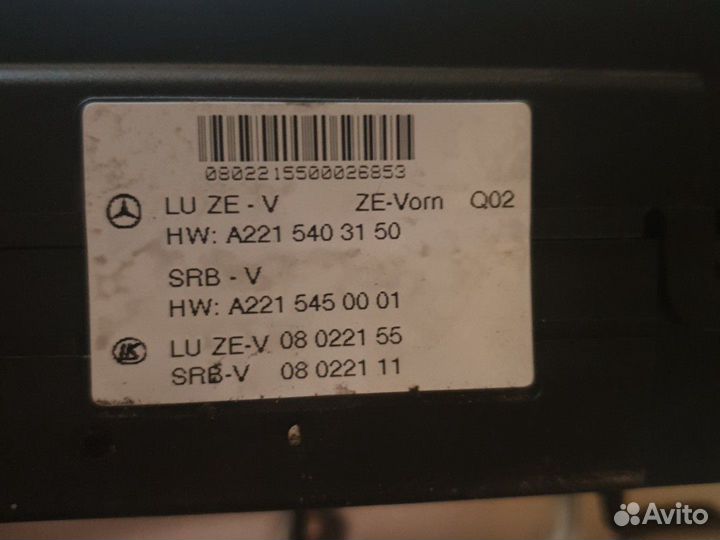 0802215500026853
LU ZE - V ZE-Vorn Q02
HW: A221 540 31 50
SRB - V
HW: A221 545 00 01
LK LU ZE-V 08 0221 55
SRB-V 08 0221 11
Avito